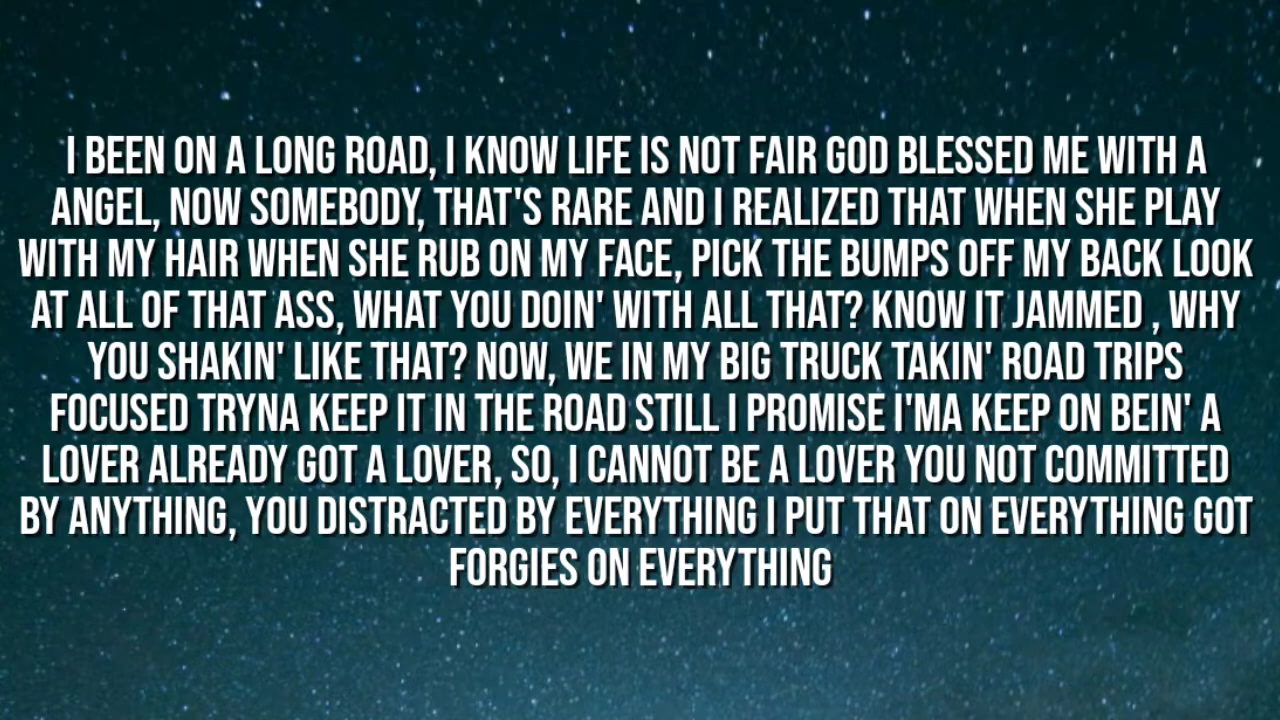 I BEEN ON A LONG ROAD, I KNOW LIFE IS NOT FAIR GOD BLESSED ME WITH A
ANGEL, NOW SOMEBODY, THAT'S RARE AND I REALIZED THAT WHEN SHE PLAY
WITH MY HAIR WHEN SHE RUB ON MY FACE, PICK THE BUMPS OFF MY BACK LOOK
AT ALL OF THAT ASS, WHAT YOU DOIN' WITH ALL THAT? KNOW IT JAMMED , WHY
YOU SHAKIN' LIKE THAT? NOW, WE IN MY BIG TRUCK TAKIN' ROAD TRIPS
FOCUSED TRYNA KEEP IT IN THE ROAD STILL I PROMISE I'MA KEEP ON BEIN' A
LOVER ALREADY GOT A LOVER, SO, I CANNOT BE A LOVER YOU NOT COMMITTED
BY ANYTHING, YOU DISTRACTED BY EVERYTHING I PUT THAT ON EVERYTHING GOT
FORGIES ON EVERYTHING